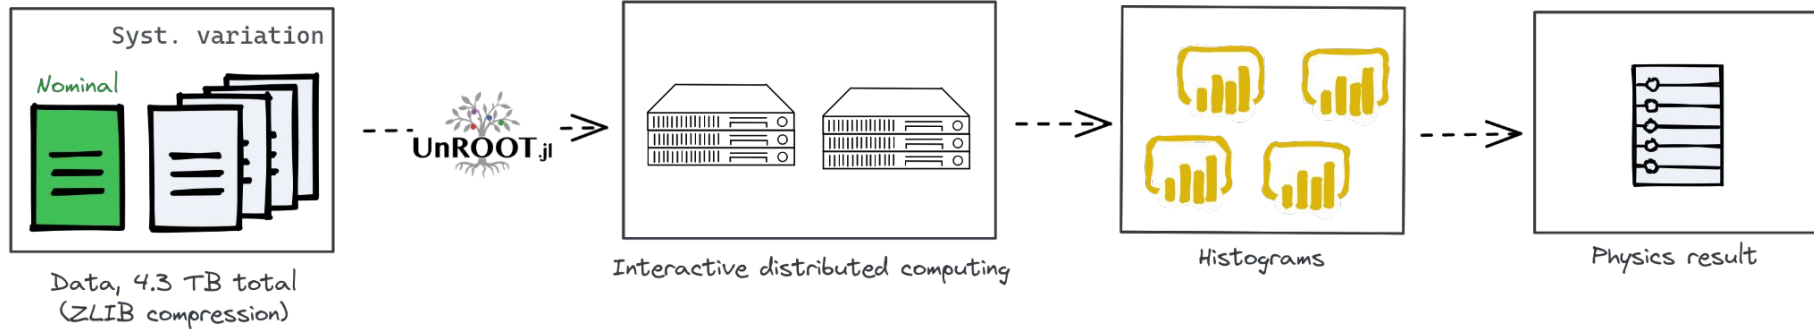 Syst. variation
Nominal
Data, 4.3 TB total
(ZLIB compression)
UnROOT.jl
Interactive distributed computing
Histograms
Physics result